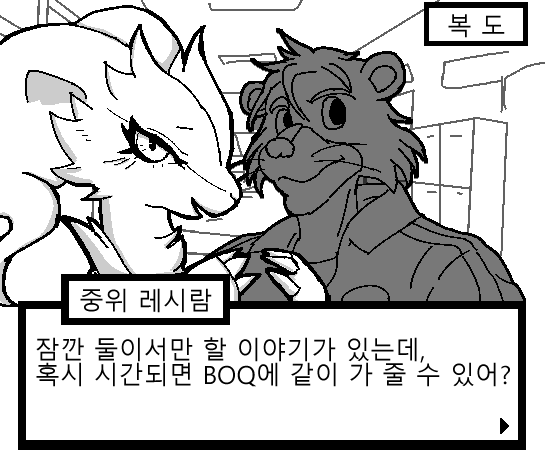 복 도
중위 레시람
잠깐 둘이서만 할 이야기가 있는데,
혹시 시간되면 BOQ에 같이 가 줄 수 있어?